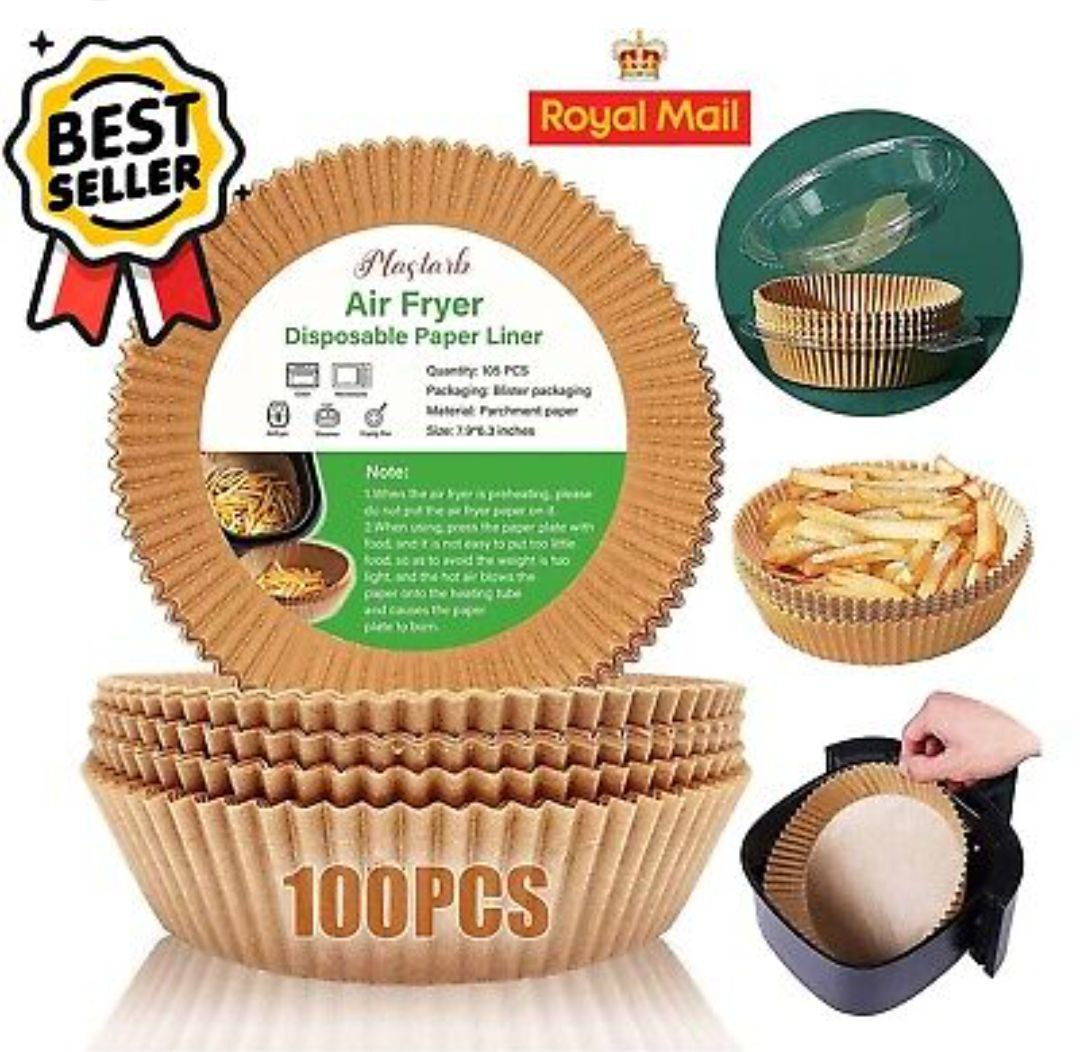 BEST
SELLER
Royal Mail
Maştarb
Air Fryer
Disposable Paper Liner
Quantity: 105 PCS
Packaging: Blister packaging
Material: Parchment paper
Size: 7.9*6.3 inches
Note:
1.When the air fryer is preheating, please
do not put the air fryer paper on it.
2.When using, press the paper plate with
food, and it is not easy to put too little
food, so as to avoid the weight is too
light, and the hot air blows the
paper onto the heating tube
and causes the paper
plate to burn.
100PCS